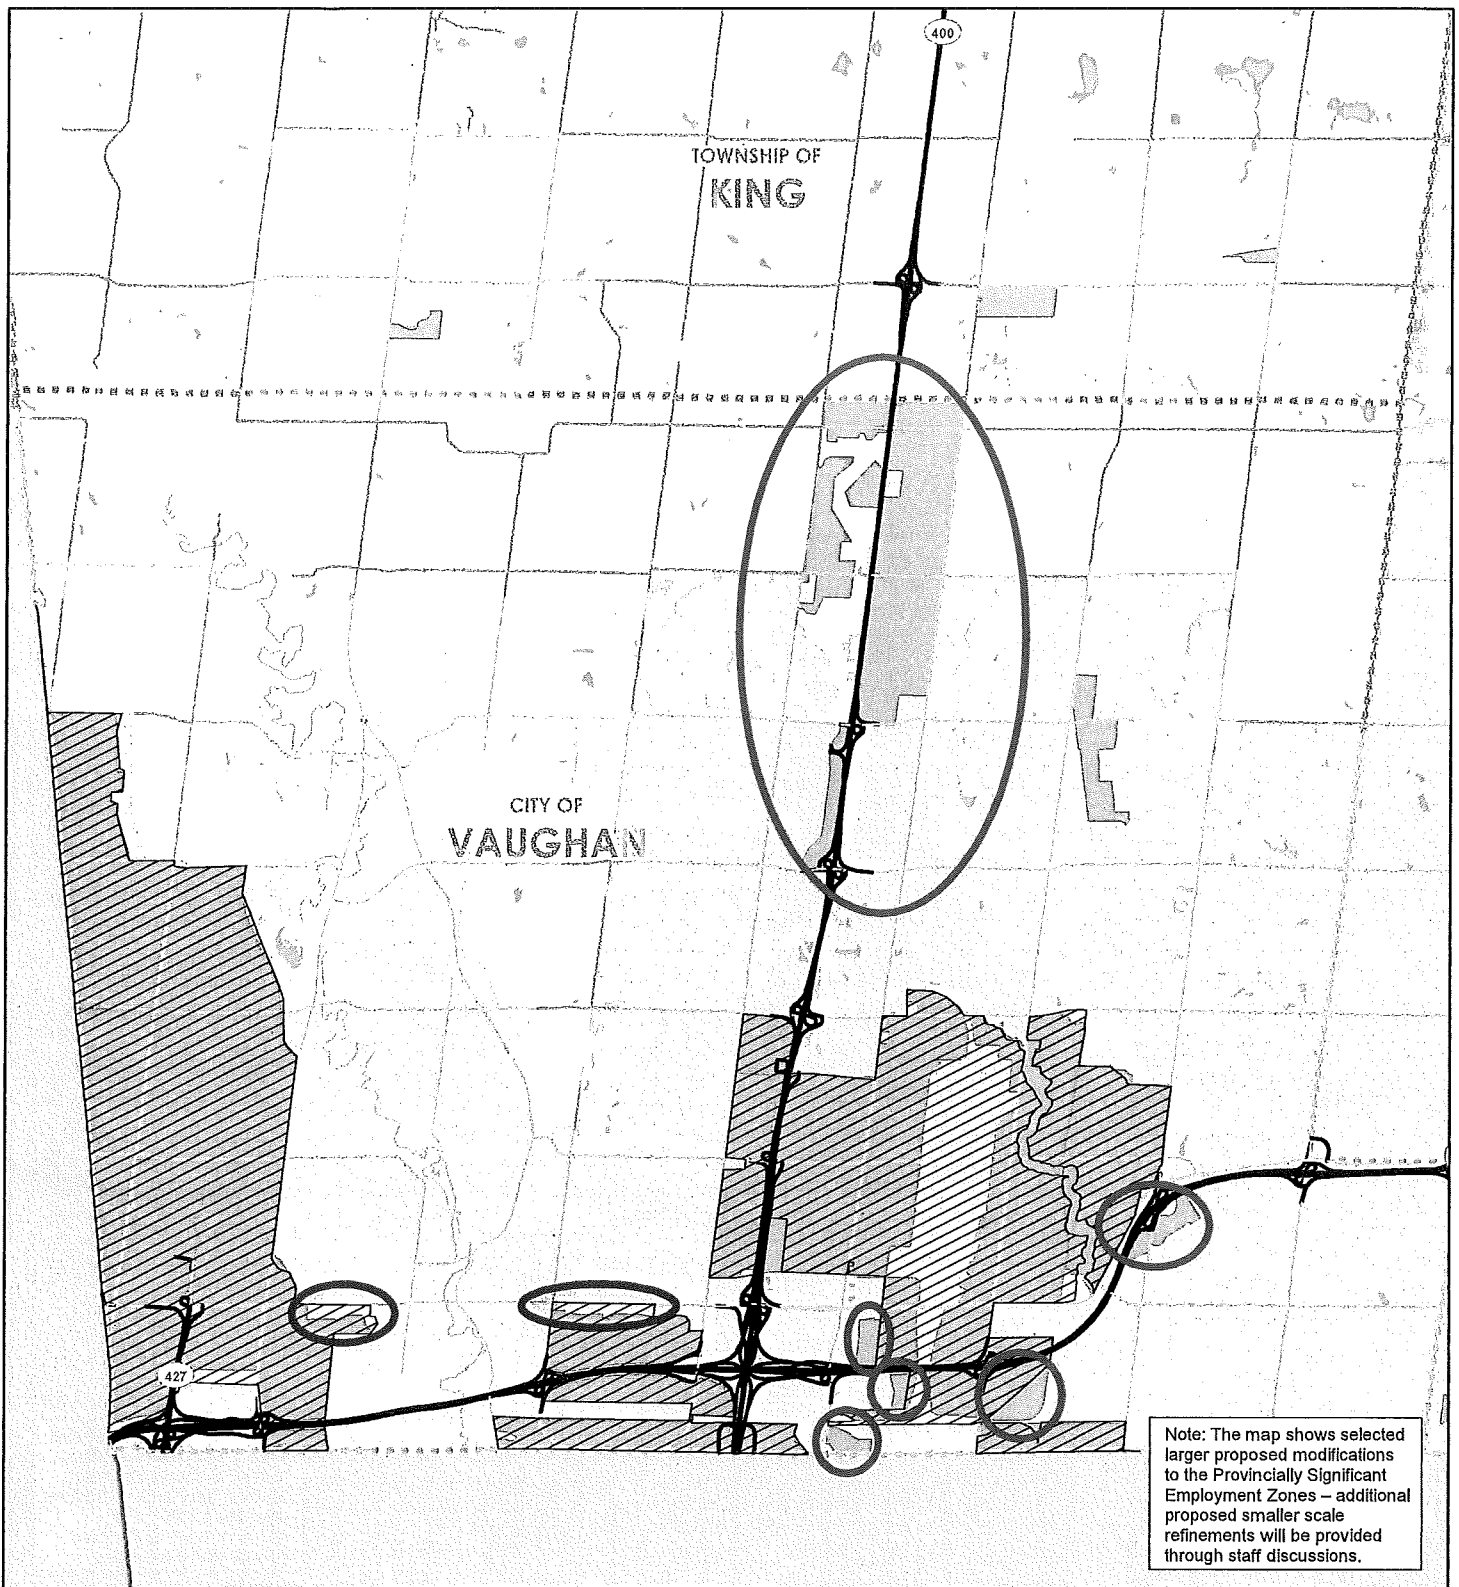 400
TOWNSHIP OF
KING
CITY OF
VAUGHAN
427
Note: The map shows selected
larger proposed modifications
to the Provincially Significant
Employment Zones – additional
proposed smaller scale
refinements will be provided
through staff discussions.